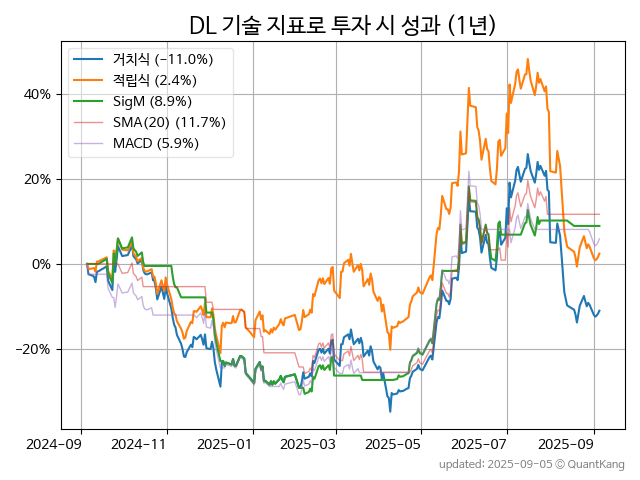 DL 기술 지표로 투자 시 성과 (1년)
거치식 (−11.0%)
적립식 (2.4%)
SigM (8.9%)
SMA(20) (11.7%)
MACD (5.9%)
40%
20%
0%
−20%
2024-09 2024-11 2025-01 2025-03 2025-05 2025-07 2025-09
updated: 2025-09-05 © QuantKang